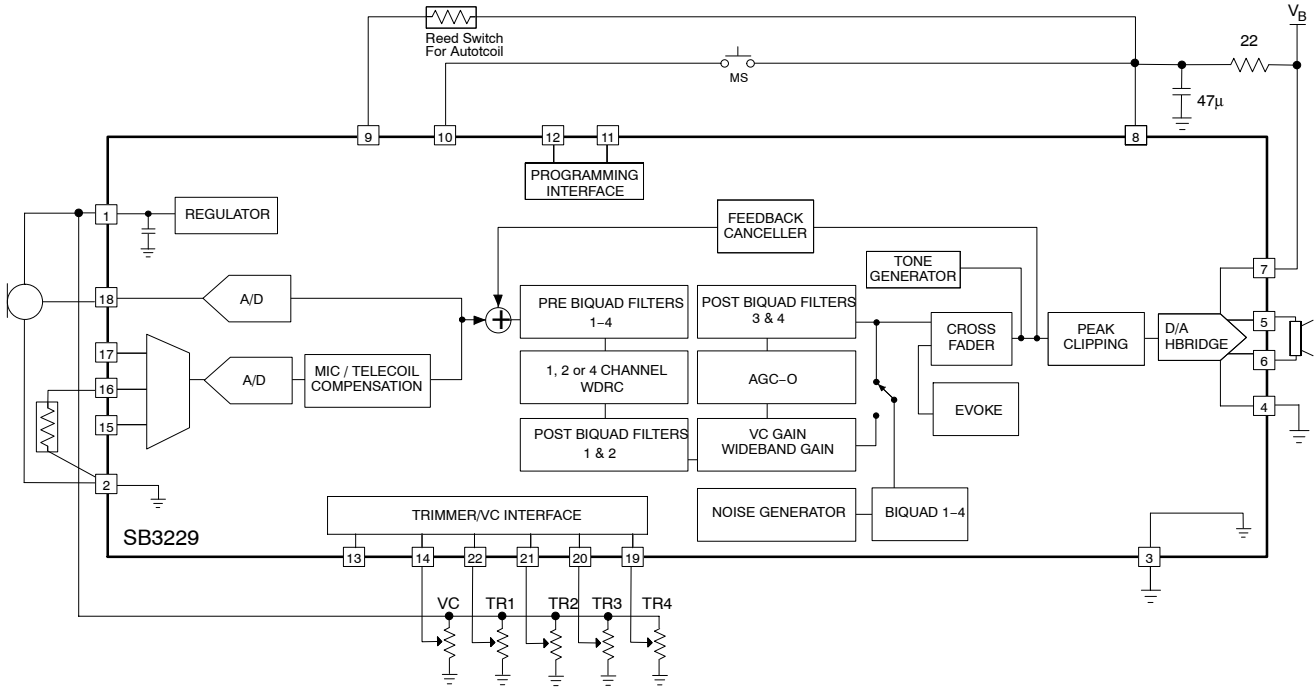 VB
22
Reed Switch
For Autotcoil
MS
47μ
9
10
12
11
8
PROGRAMMING
INTERFACE
1
REGULATOR
FEEDBACK
CANCELLER
TONE
GENERATOR
7
18
A/D
PRE BIQUAD FILTERS
1–4
POST BIQUAD FILTERS
3 & 4
CROSS
FADER
PEAK
CLIPPING
D/A
HBRIDGE
5
6
17
16
15
A/D
MIC / TELECOIL
COMPENSATION
1, 2 or 4 CHANNEL
WDRC
AGC–O
EVOKE
4
POST BIQUAD FILTERS
1 & 2
VC GAIN
WIDEBAND GAIN
2
NOISE GENERATOR
BIQUAD 1–4
TRIMMER/VC INTERFACE
SB3229
13
14
22
21
20
19
3
VC
TR1
TR2
TR3
TR4